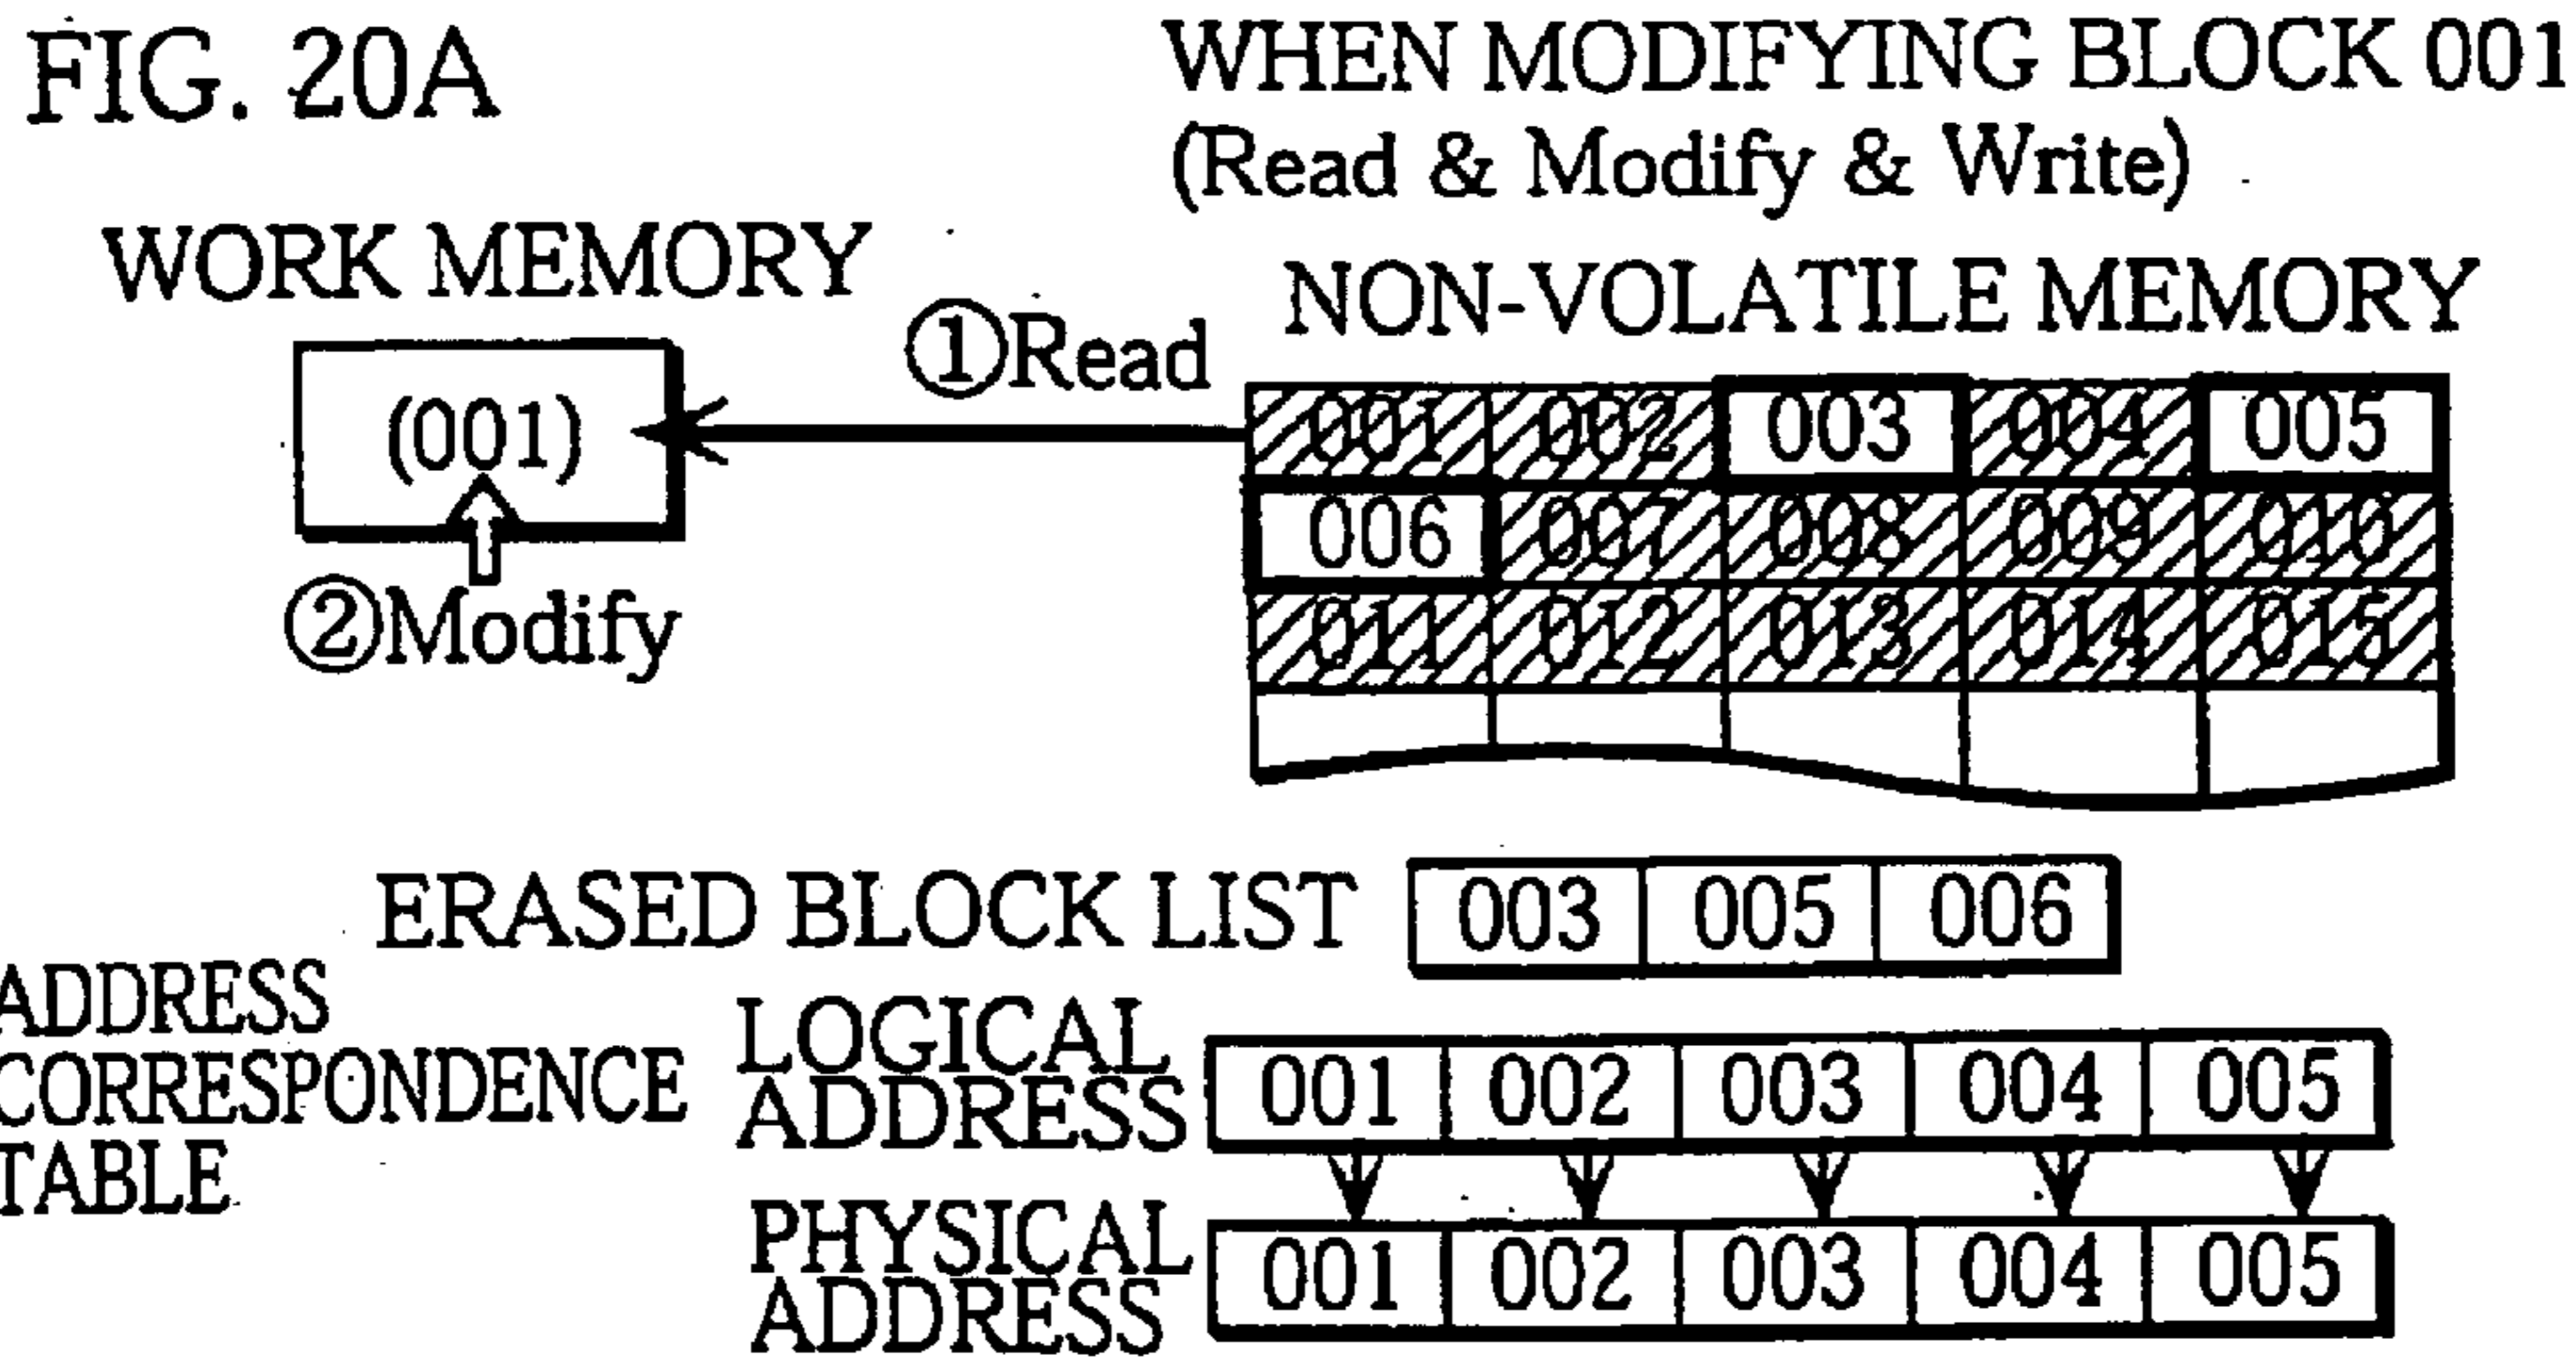 FIG. 20A
WHEN MODIFYING BLOCK 001
(Read & Modify & Write)
WORK MEMORY
NON-VOLATILE MEMORY
①Read
(001)
②Modify
001 002 003 004 005
006 007 008 009 010
011 012 013 014 015
ERASED BLOCK LIST 003 005 006
ADDRESS
CORRESPONDENCE
TABLE
LOGICAL
ADDRESS
001 002 003 004 005
PHYSICAL
ADDRESS
001 002 003 004 005